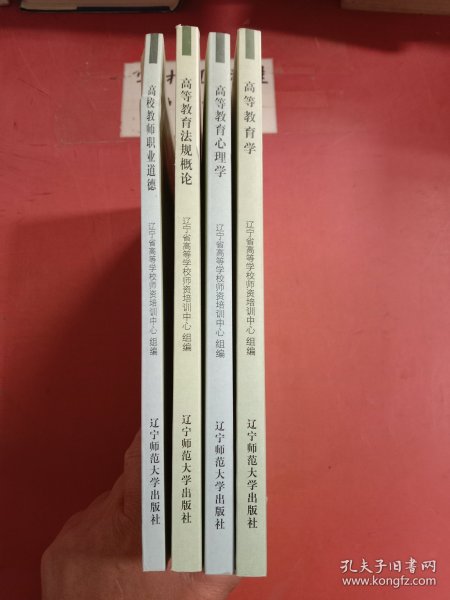 高校教师职业道德
辽宁省高等学校师资培训中心 组编
辽宁师范大学出版社
高等教育法规概论
辽宁省高等学校师资培训中心 组编
辽宁师范大学出版社
高等教育心理学
辽宁省高等学校师资培训中心 组编
辽宁师范大学出版社
高等教育学
辽宁省高等学校师资培训中心 组编
辽宁师范大学出版社
孔夫子旧书网
www.kongfz.com